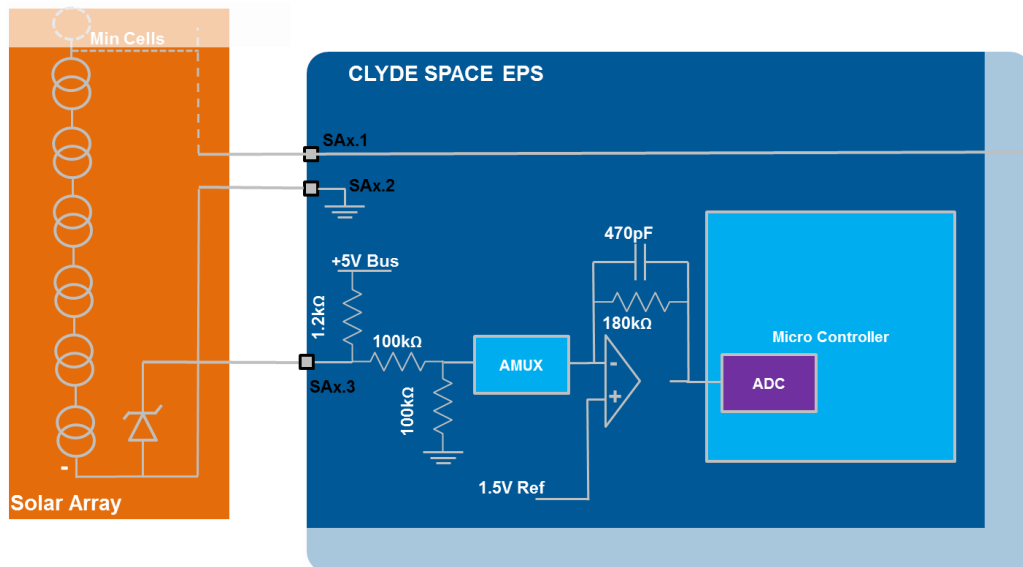 Min Cells
CLYDE SPACE EPS
SAx.1
SAx.2
470pF
+5V Bus
1.2kΩ
180kΩ
100kΩ
Micro Controller
AMUX
-
ADC
SAx.3
+
100kΩ
-
1.5V Ref
Solar Array